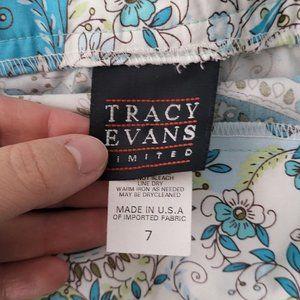 TRACY
EVANS
LIMITED
NOT BLEACH
LINE DRY
WARM IRON AS NEEDED
MAY BE DRYCLEANED
MADE IN U.S.A
OF IMPORTED FABRIC
7